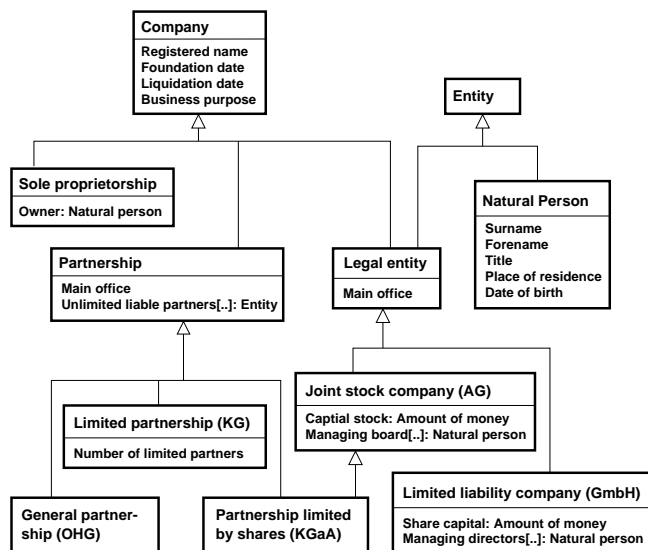 Company
Registered name
Foundation date
Liquidation date
Business purpose
Entity
Sole proprietorship
Owner: Natural person
Natural Person
Surname
Forename
Title
Place of residence
Date of birth
Partnership
Main office
Unlimited liable partners[..]: Entity
Legal entity
Main office
Joint stock company (AG)
Captial stock: Amount of money
Managing board[..]: Natural person
Limited partnership (KG)
Number of limited partners
General partner-
ship (OHG)
Partnership limited
by shares (KGaA)
Limited liability company (GmbH)
Share capital: Amount of money
Managing directors[..]: Natural person